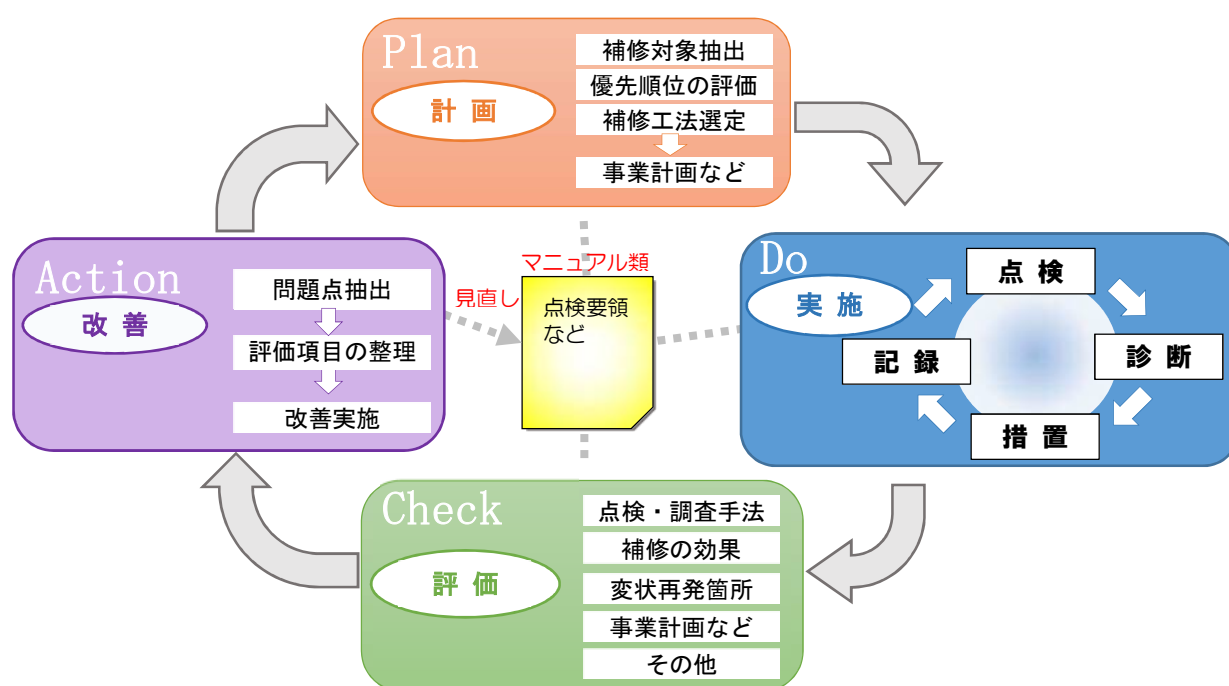 Plan
計画
補修対象抽出
優先順位の評価
補修工法選定
事業計画など
Action
改善
問題点抽出
評価項目の整理
改善実施
見直し
マニュアル類
点検要領
など
Do
実施
点検
診断
措置
記録
Check
評価
点検・調査手法
補修の効果
変状再発箇所
事業計画など
その他